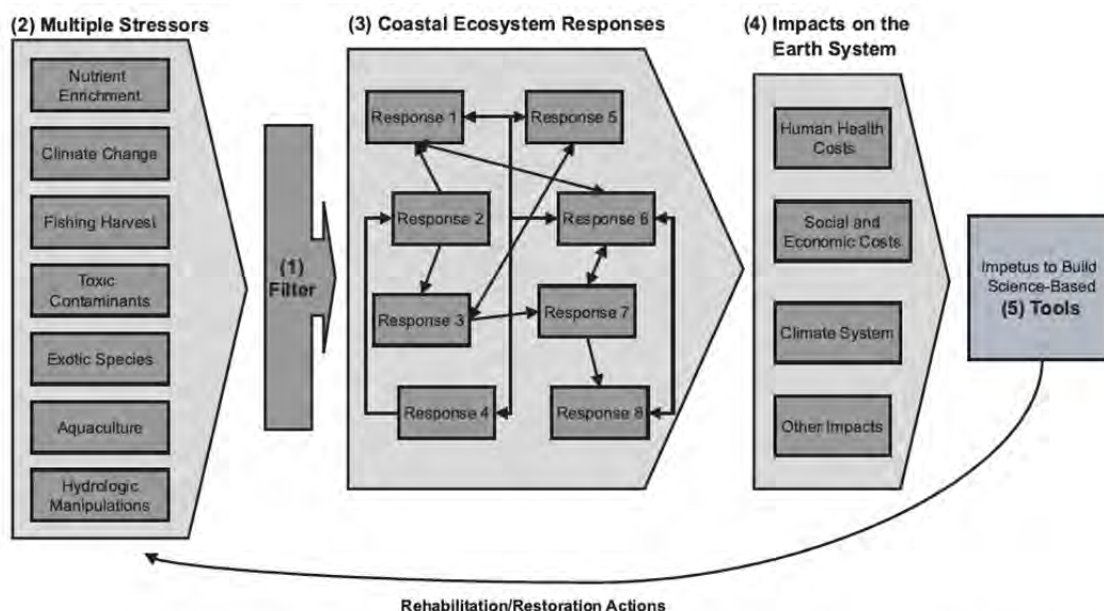 (2) Multiple Stressors
Nutrient
Enrichment
Climate Change
Fishing Harvest
Toxic
Contaminants
Exotic Species
Aquaculture
Hydrologic
Manipulations
(1)
Filter
(3) Coastal Ecosystem Responses
Response 1
Response 5
Response 2
Response 6
Response 3
Response 7
Response 4
Response 8
(4) Impacts on the
Earth System
Human Health
Costs
Social and
Economic Costs
Climate System
Other Impacts
Impetus to Build
Science-Based
(5) Tools
Rehabilitation/Restoration Actions